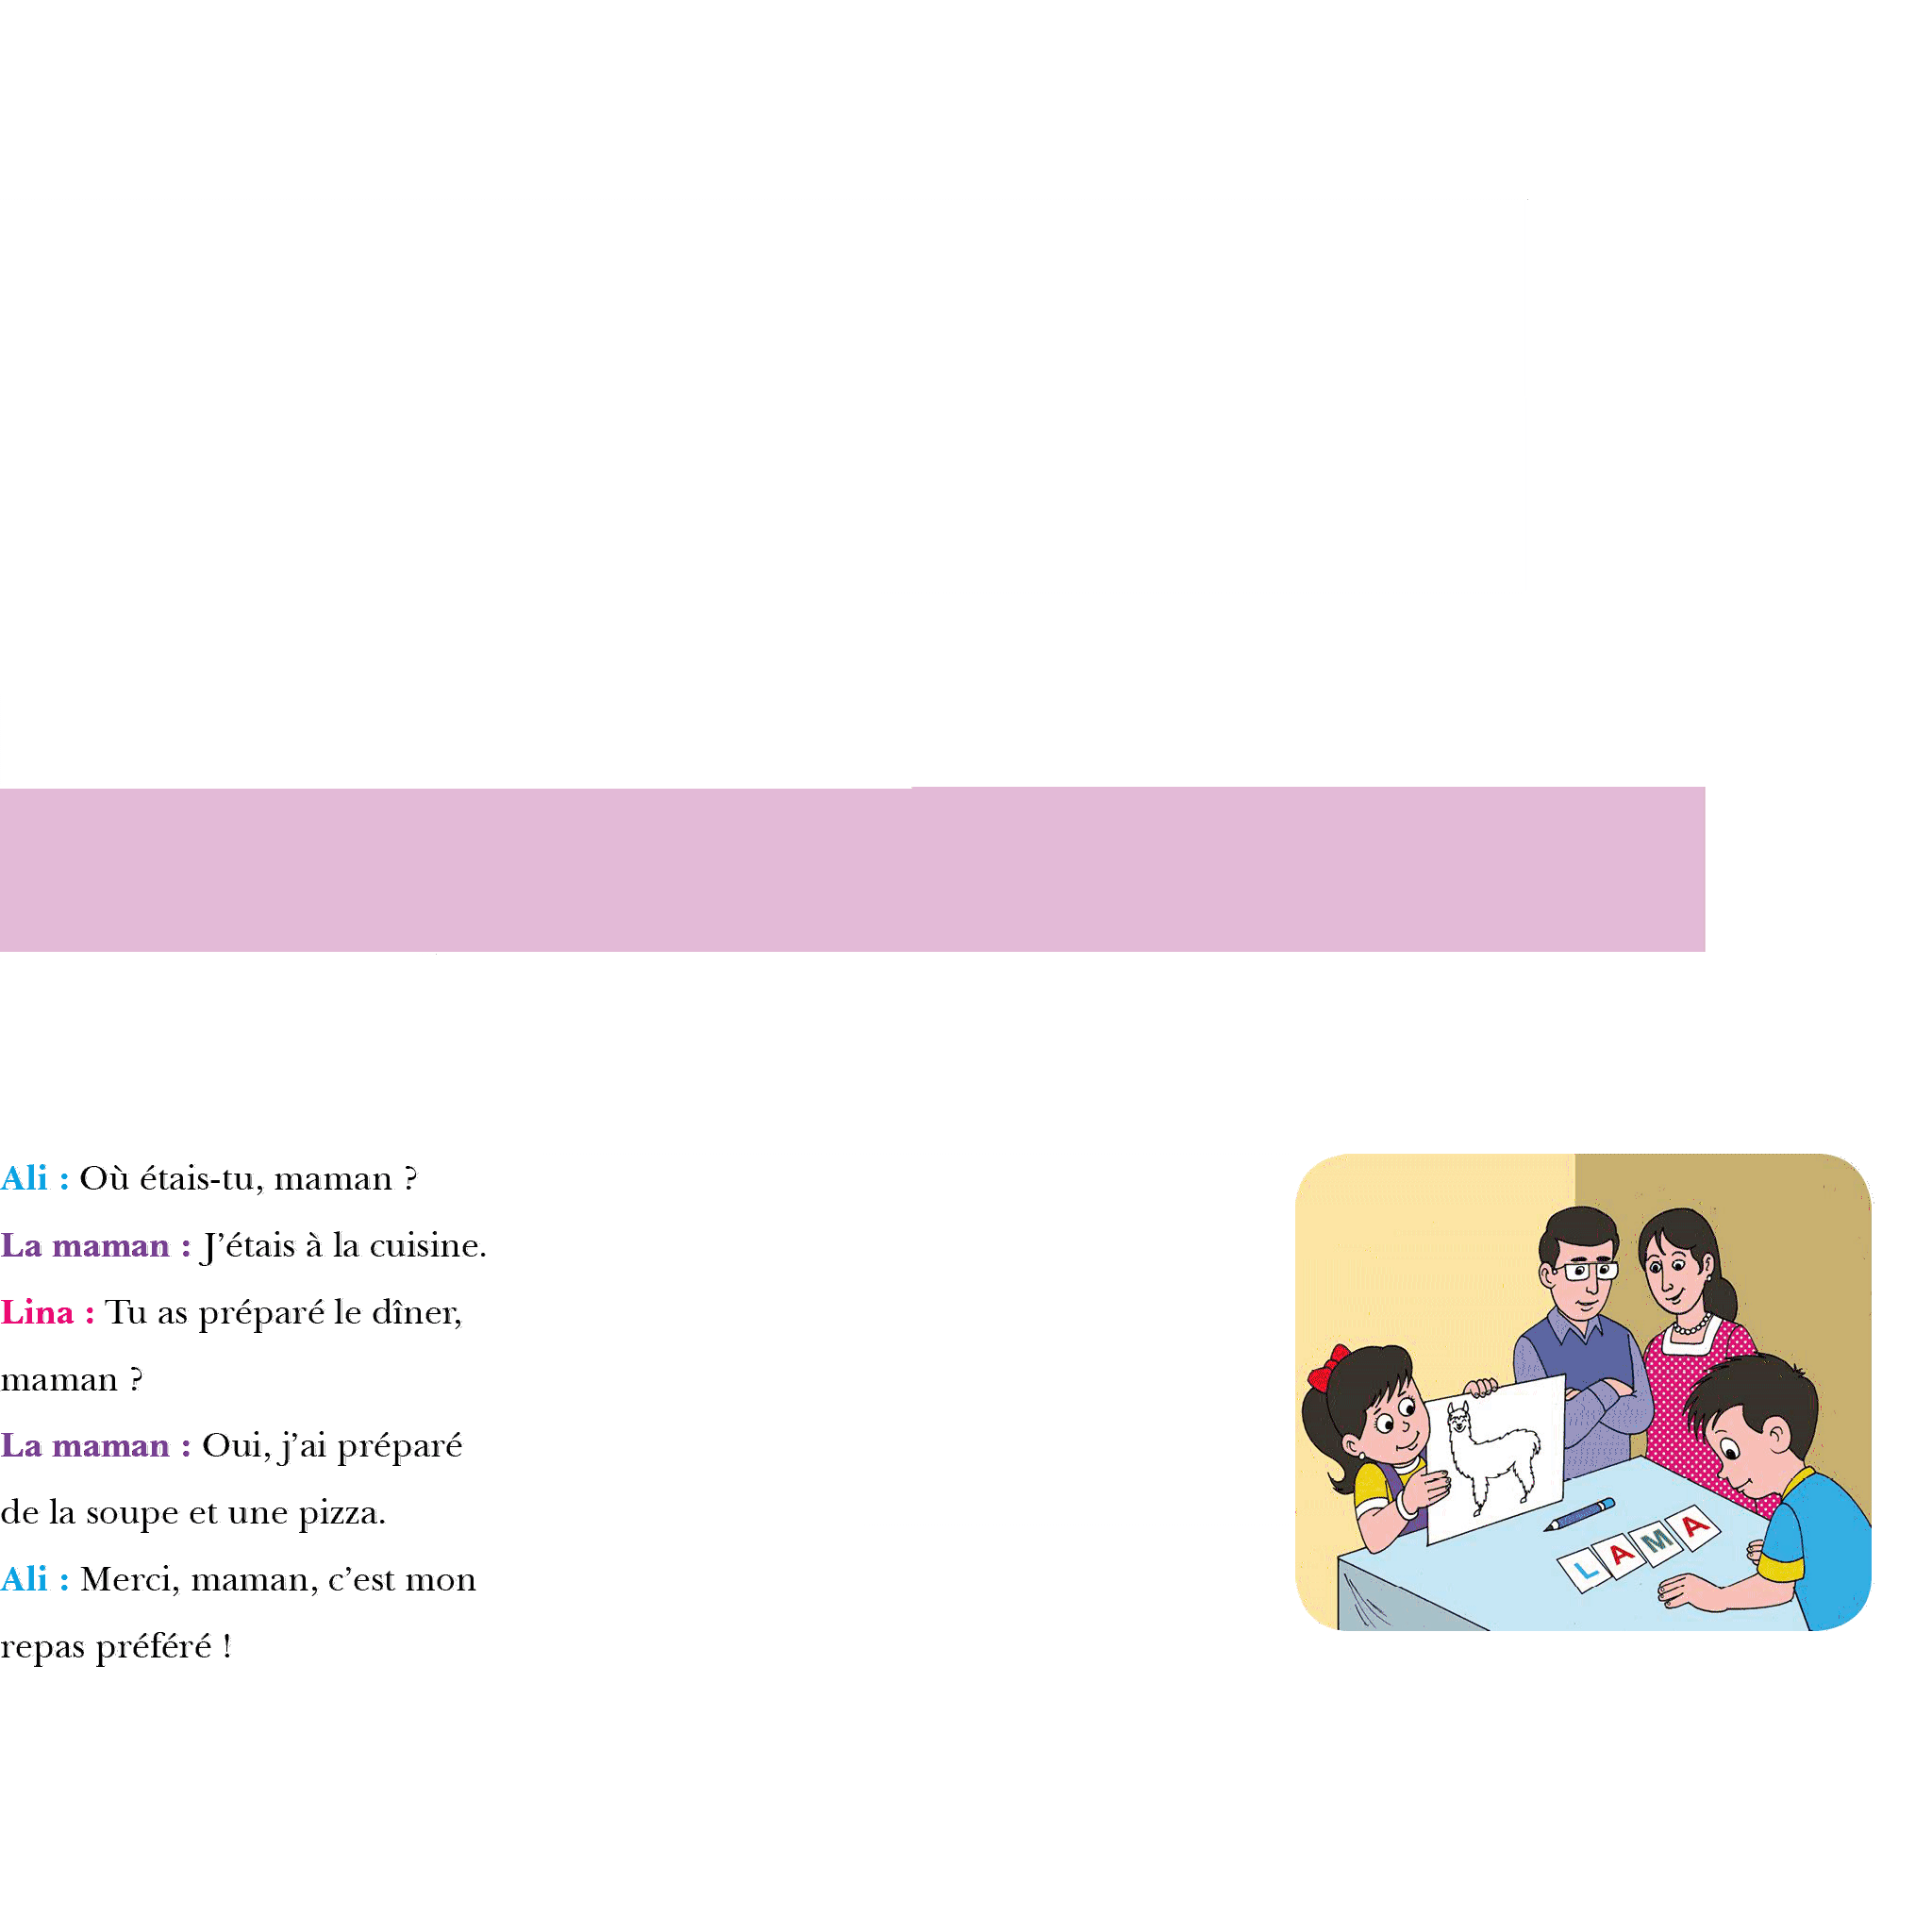 Ali : Où étais-tu, maman ?
La maman : J’étais à la cuisine.
Lina : Tu as préparé le dîner,
maman ?
La maman : Oui, j’ai préparé
de la soupe et une pizza.
Ali : Merci, maman, c’est mon
repas préféré !
LAMA